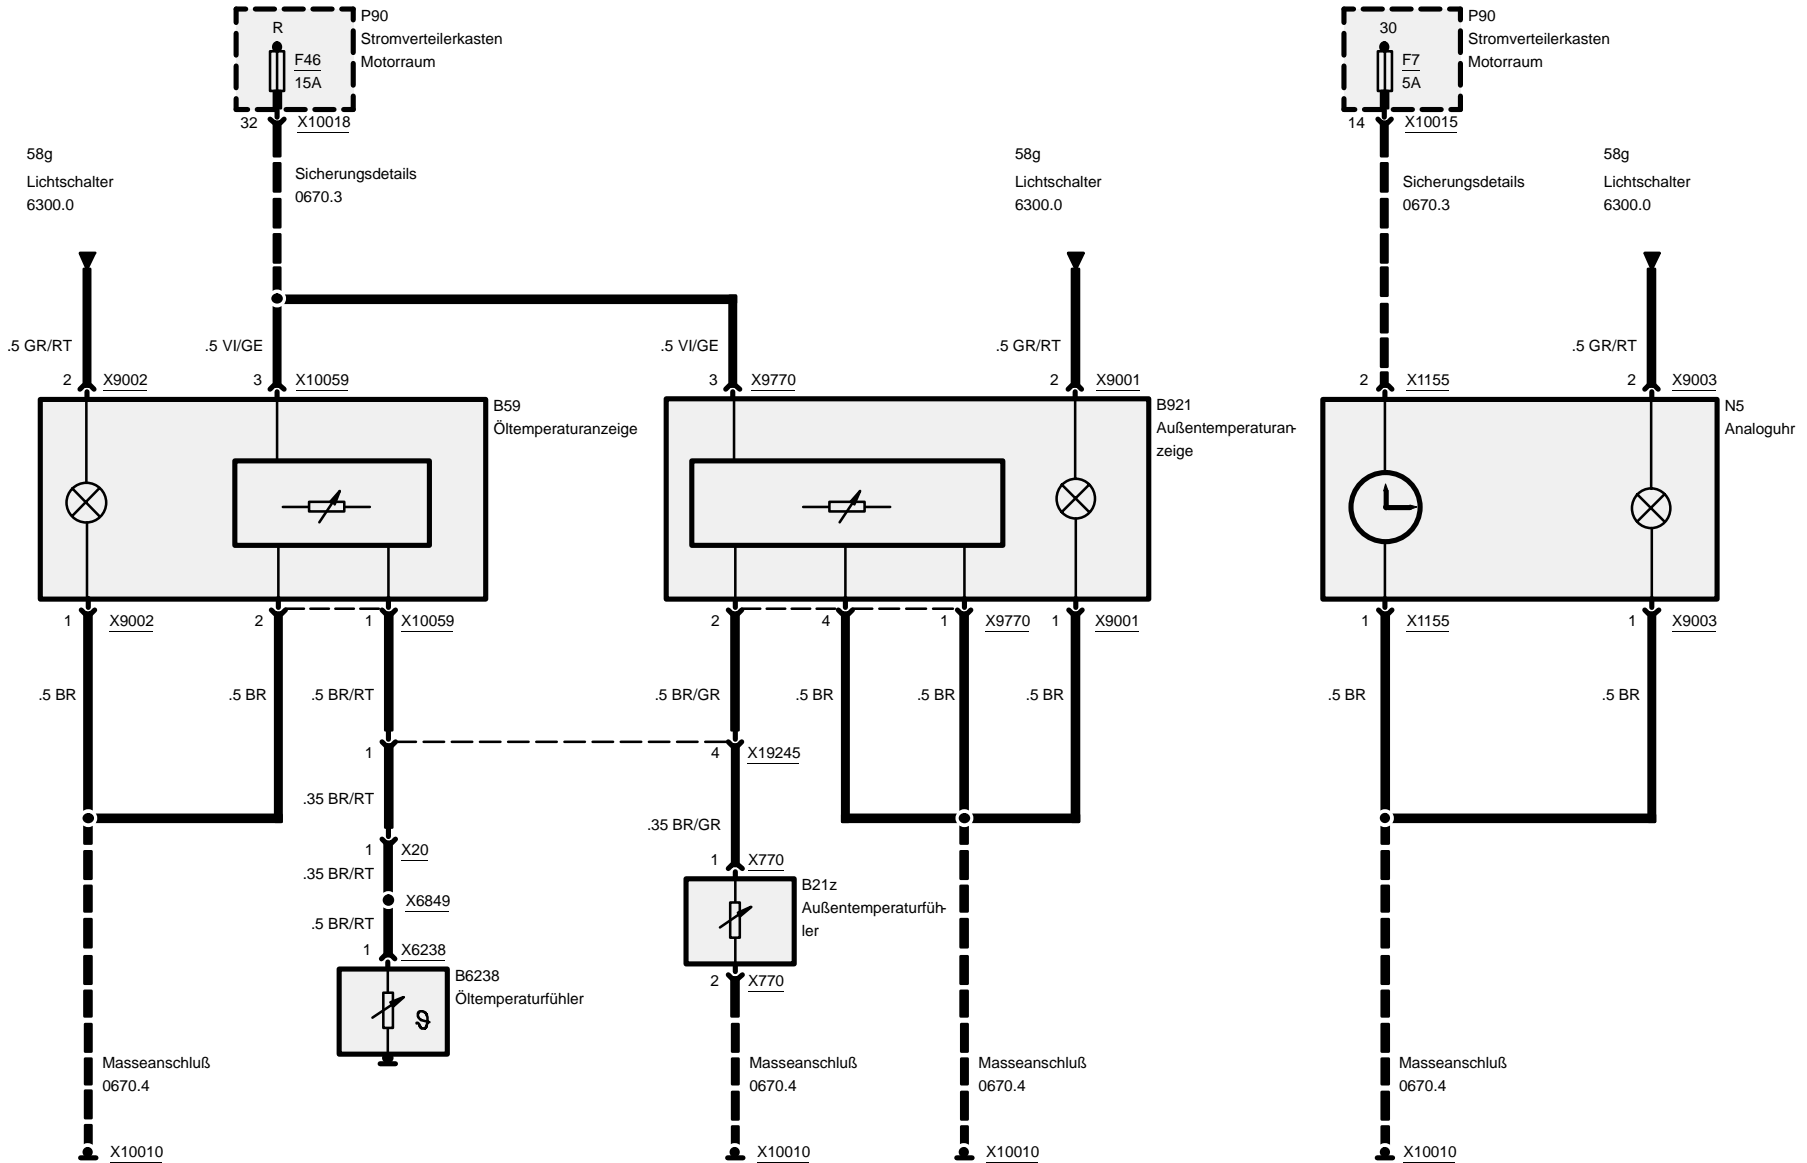 P90
Stromverteilerkasten
Motorraum
R
F46
15A
32
X10018
P90
Stromverteilerkasten
Motorraum
30
F7
5A
14
X10015
58g
Lichtschalter
6300.0
Sicherungsdetails
0670.3
58g
Lichtschalter
6300.0
Sicherungsdetails
0670.3
58g
Lichtschalter
6300.0
.5 GR/RT
.5 VI/GE
.5 VI/GE
.5 GR/RT
.5 GR/RT
2
X9002
3
X10059
3
X9770
2
X9001
2
X1155
2
X9003
B59
Öltemperaturanzeige
B921
Außentemperaturan-
zeige
N5
Analoguhr
1
X9002
2
1
X10059
2
4
1
X9770
1
X9001
1
X1155
1
X9003
.5 BR
.5 BR
.5 BR/RT
.5 BR/GR
.5 BR
.5 BR
.5 BR
.5 BR
.5 BR
1
4
X19245
.35 BR/RT
.35 BR/GR
1
X20
.35 BR/RT
X6849
.5 BR/RT
1
X6238
B6238
Öltemperaturfühler
ϑ
1
X770
B21z
Außentemperaturfüh-
ler
2
X770
Masseanschluß
0670.4
Masseanschluß
0670.4
Masseanschluß
0670.4
Masseanschluß
0670.4
X10010
X10010
X10010
X10010